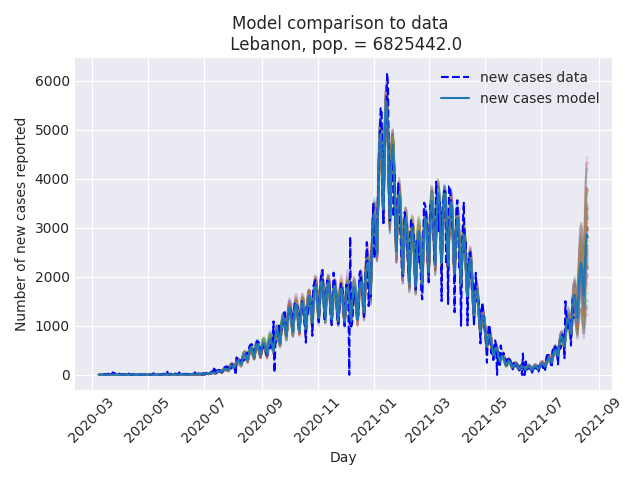 Model comparison to data
Lebanon, pop. = 6825442.0
new cases data
new cases model
Number of new cases reported
6000
5000
4000
3000
2000
1000
0
2020-03
2020-05
2020-07
2020-09
2020-11
2021-01
2021-03
2021-05
2021-07
2021-09
Day